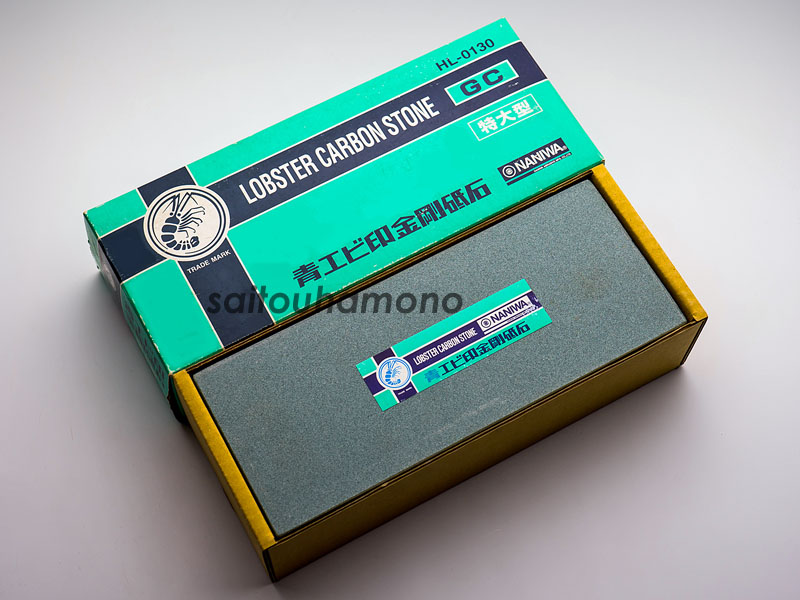 HL-0130
LOBSTER CARBON STONE GC
特大型
NANIWA®
TRADE MARK
青エビ印金剛砥石
saitouhamono
LOBSTER CARBON STONE NANIWA®
青エビ印金剛砥石